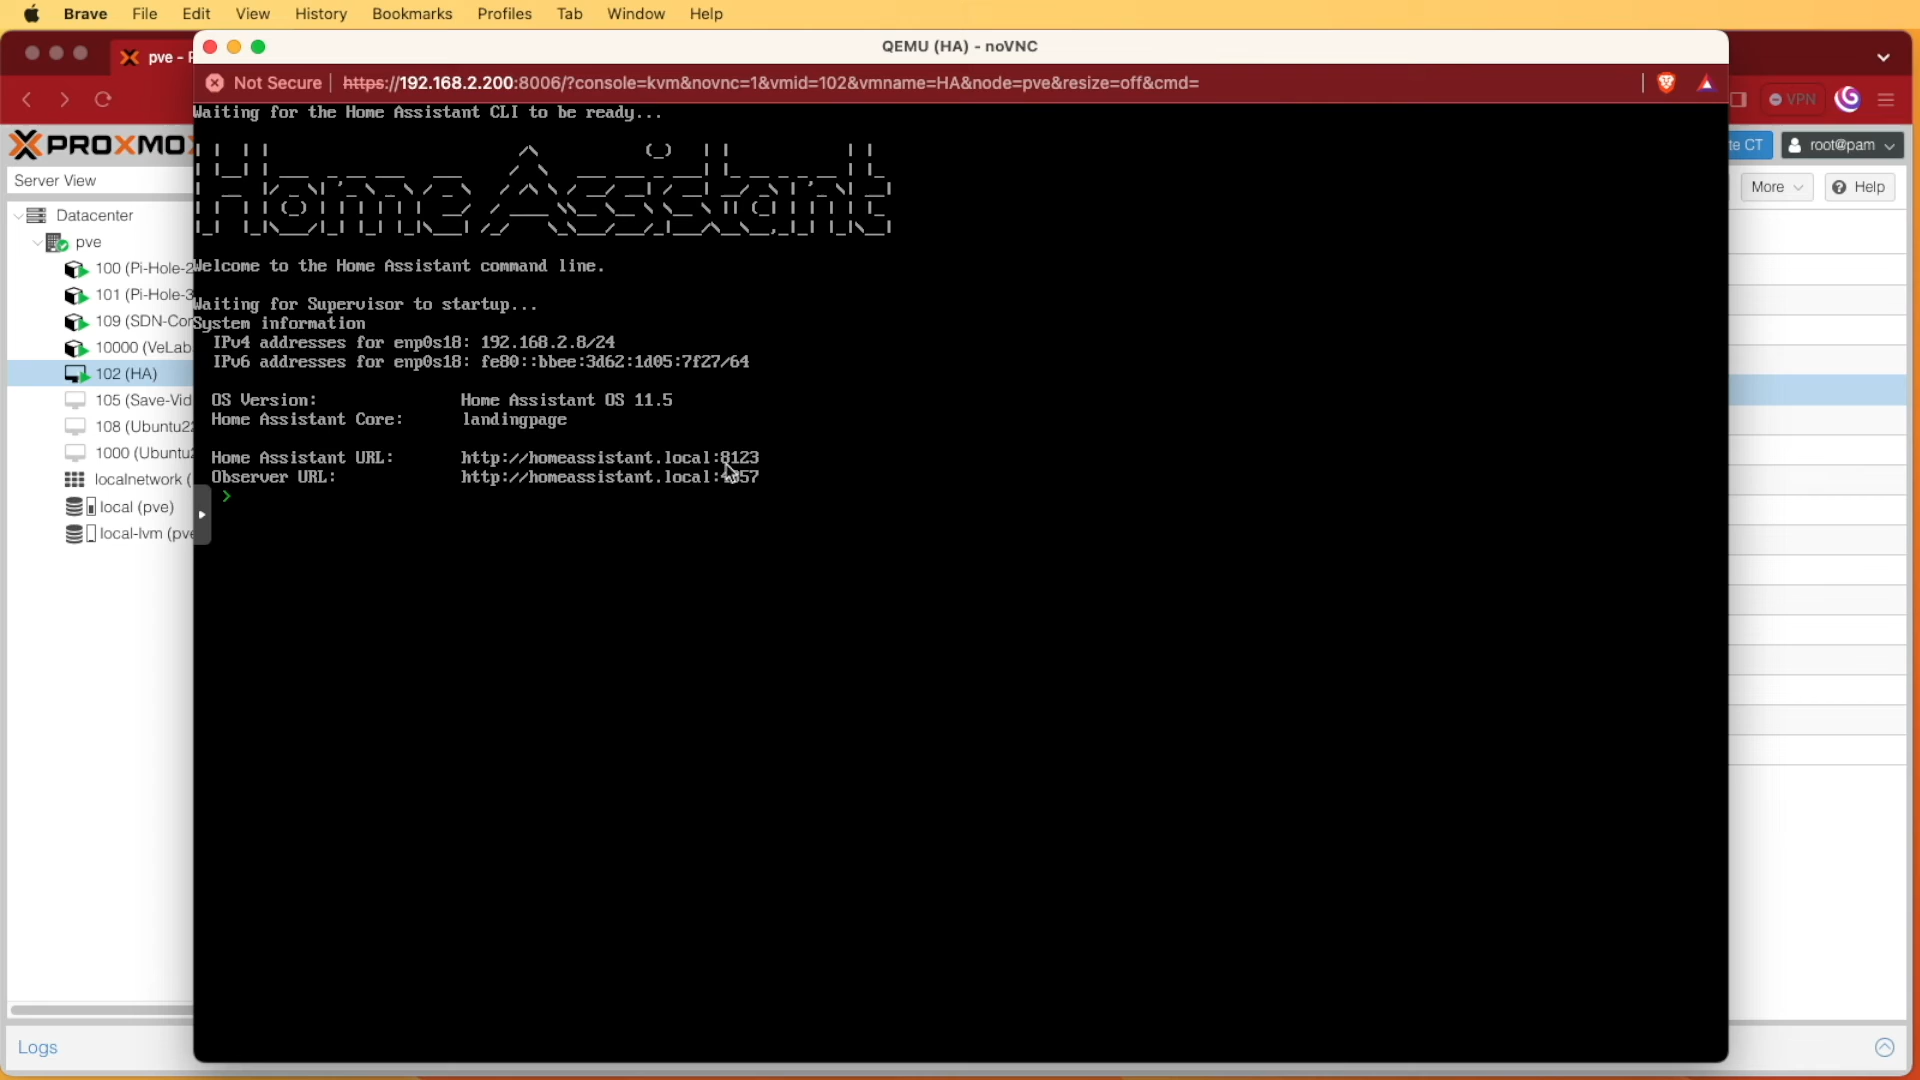 Brave File Edit View History Bookmarks Profiles Tab Window Help
pve - P
QEMU (HA) - noVNC
Not Secure https://192.168.2.200:8006/?console=kvm&novnc=1&vmid=102&vmname=HA&node=pve&resize=off&cmd=
VPN
PROXMOX
te CT
root@pam
Server View
More
Help
Datacenter
pve
100 (Pi-Hole-2
101 (Pi-Hole-3
109 (SDN-Con
10000 (VeLab
102 (HA)
105 (Save-Vid
108 (Ubuntu22
1000 (Ubuntu2
localnetwork (
local (pve)
local-lvm (pve
Waiting for the Home Assistant CLI to be ready...
Home Assistant
Welcome to the Home Assistant command line.
Waiting for Supervisor to startup...
System information
IPv4 addresses for enp0s18: 192.168.2.8/24
IPv6 addresses for enp0s18: fe80::bbee:3d62:1d05:7f27/64
OS Version: Home Assistant OS 11.5
Home Assistant Core: landingpage
Home Assistant URL: http://homeassistant.local:8123
Observer URL: http://homeassistant.local:4357
>
Logs